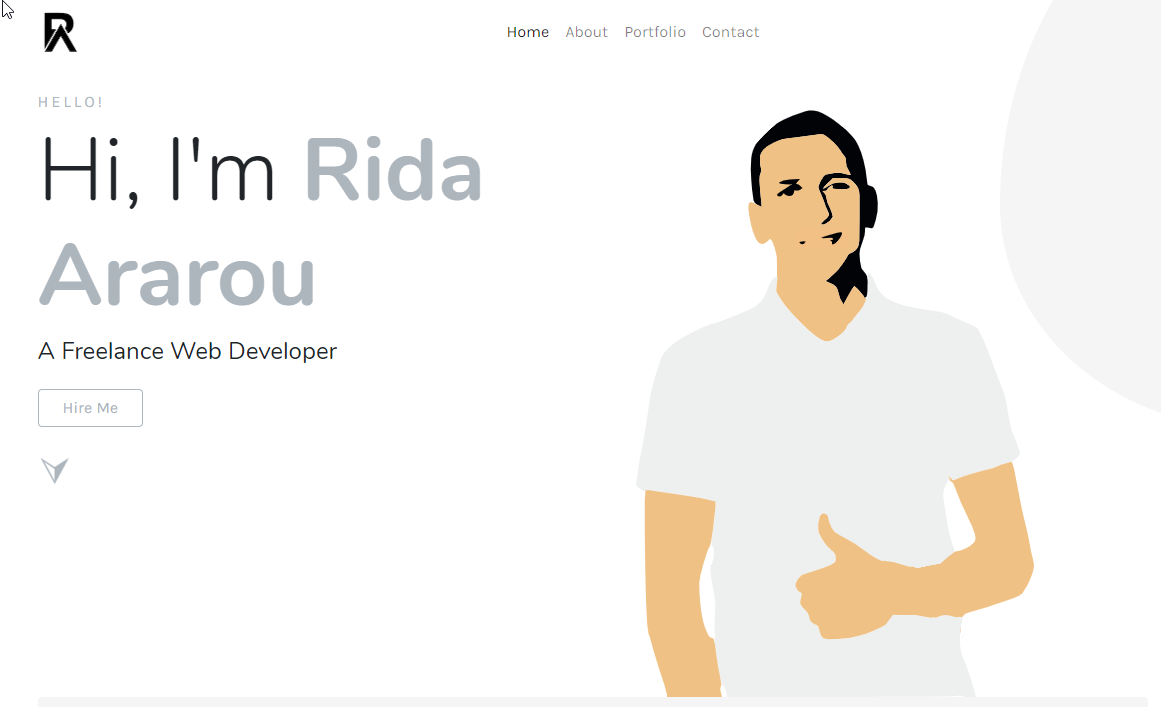 Home About Portfolio Contact
HELLO!
Hi, I'm Rida
Ararou
A Freelance Web Developer
Hire Me